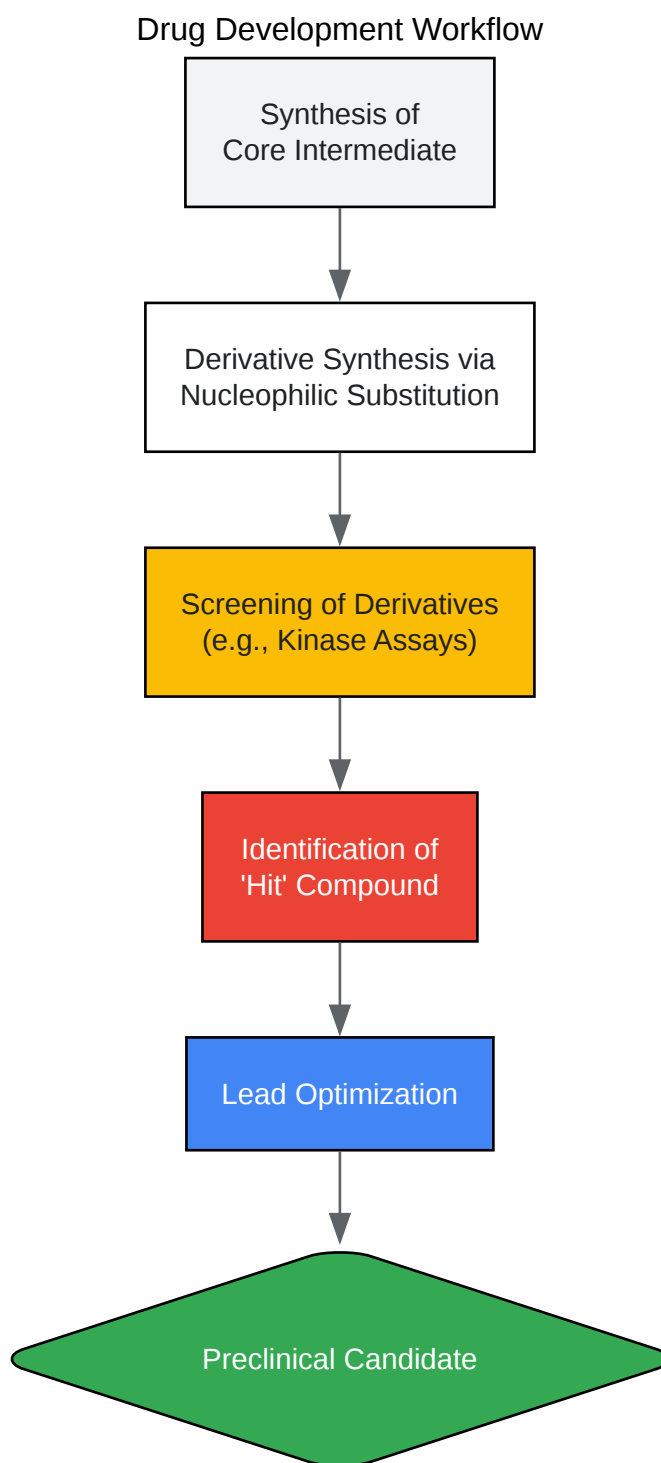 Drug Development Workflow
Synthesis of
Core Intermediate
Derivative Synthesis via
Nucleophilic Substitution
Screening of Derivatives
(e.g., Kinase Assays)
Identification of
'Hit' Compound
Lead Optimization
Preclinical Candidate